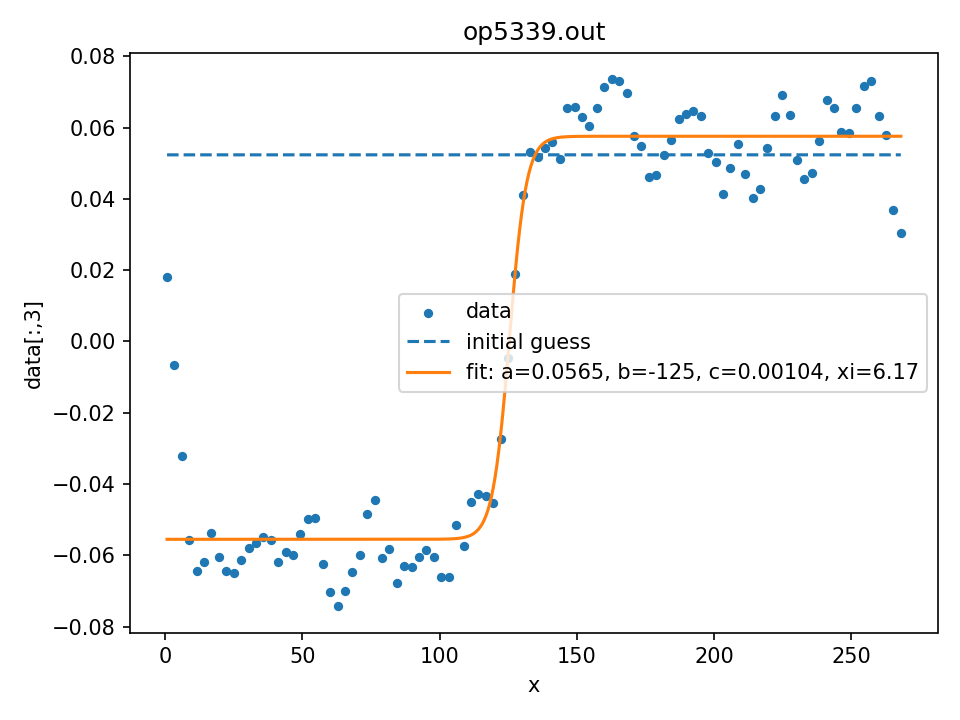 op5339.out
0.08
0.06
0.04
0.02
0.00
−0.02
−0.04
−0.06
−0.08
data[:,3]
data
initial guess
fit: a=0.0565, b=-125, c=0.00104, xi=6.17
0 50 100 150 200 250
x